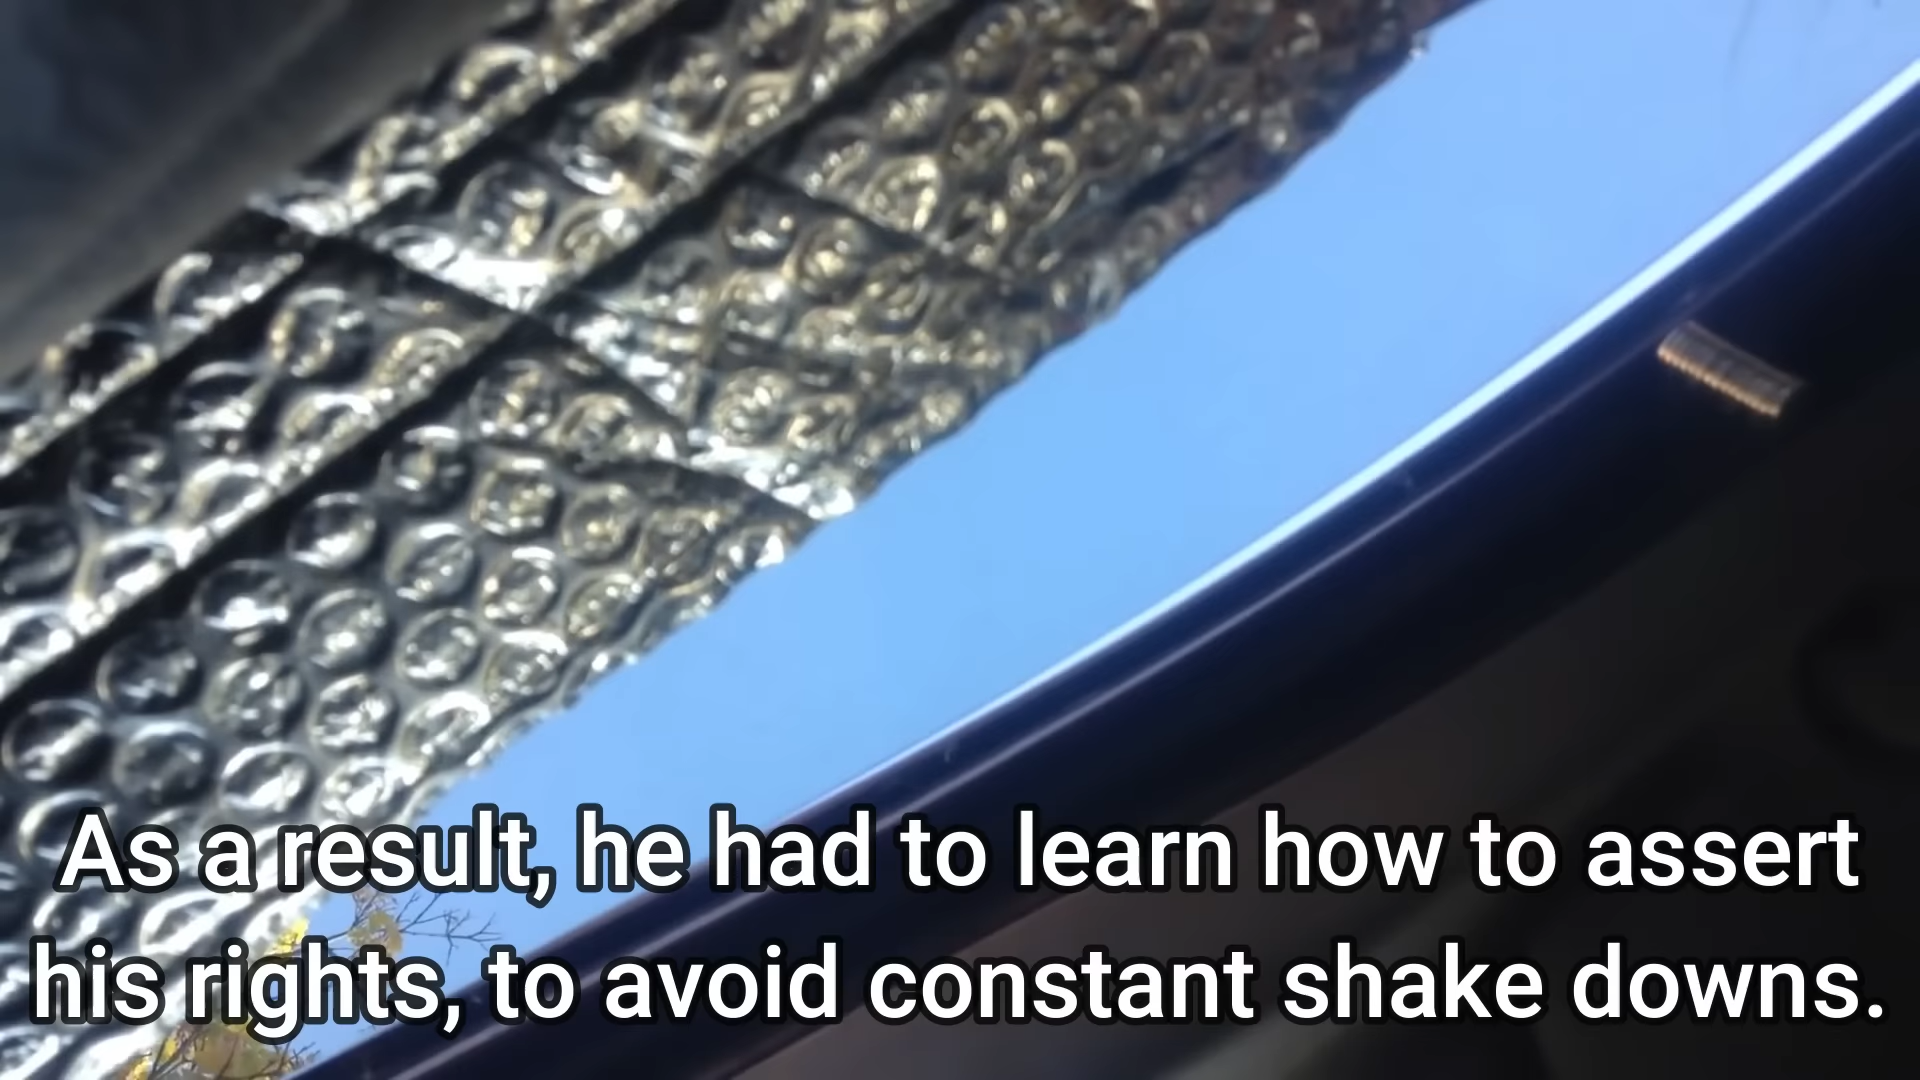 As a result, he had to learn how to assert
his rights, to avoid constant shake downs.